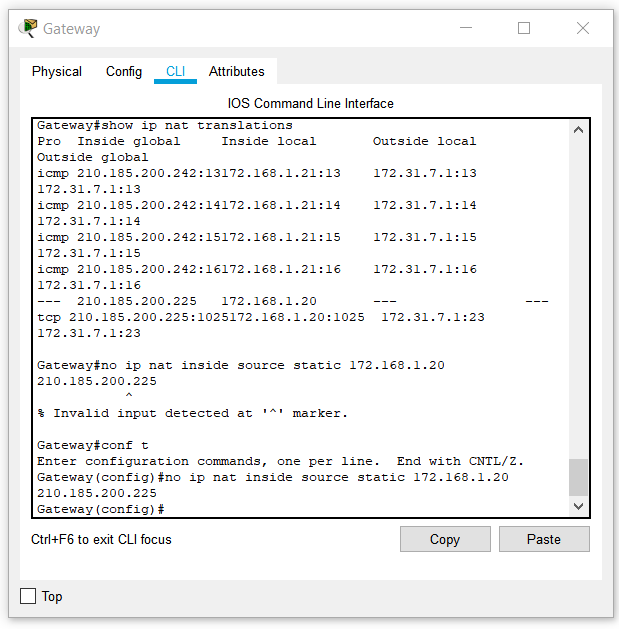 Gateway
Physical Config CLI Attributes
IOS Command Line Interface
Gateway#show ip nat translations
Pro  Inside global     Inside local       Outside local
Outside global
icmp 210.185.200.242:13172.168.1.21:13    172.31.7.1:13
172.31.7.1:13
icmp 210.185.200.242:14172.168.1.21:14    172.31.7.1:14
172.31.7.1:14
icmp 210.185.200.242:15172.168.1.21:15    172.31.7.1:15
172.31.7.1:15
icmp 210.185.200.242:16172.168.1.21:16    172.31.7.1:16
172.31.7.1:16
---  210.185.200.225   172.168.1.20       ---                ---
tcp 210.185.200.225:1025172.168.1.20:1025  172.31.7.1:23
172.31.7.1:23
Gateway#no ip nat inside source static 172.168.1.20
210.185.200.225
^
% Invalid input detected at '^' marker.
Gateway#conf t
Enter configuration commands, one per line.  End with CNTL/Z.
Gateway(config)#no ip nat inside source static 172.168.1.20
210.185.200.225
Gateway(config)#
Ctrl+F6 to exit CLI focus
Copy
Paste
Top